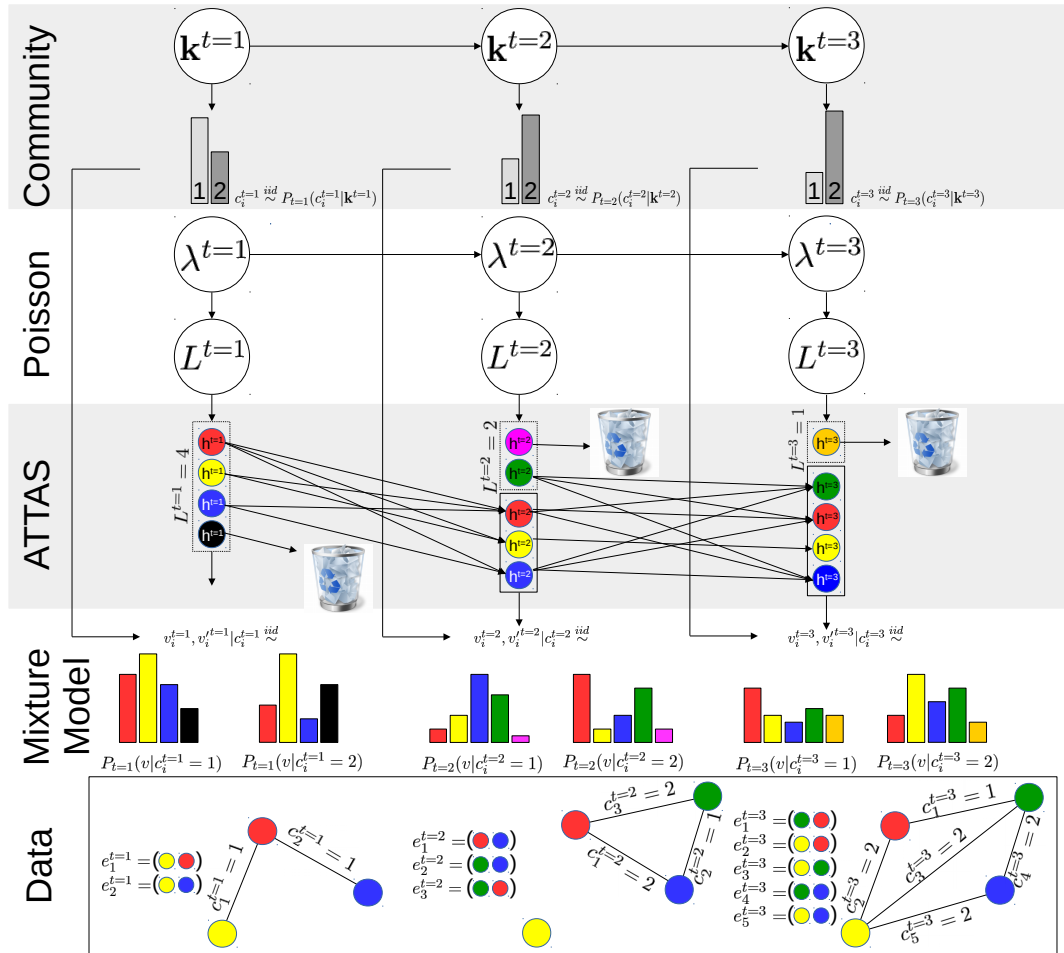 Community
k^{t=1}
k^{t=2}
k^{t=3}
1 2
c_i^{t=1} iid ~ P_{t=1}(c_i^{t=1}|k^{t=1})
1 2
c_i^{t=2} iid ~ P_{t=2}(c_i^{t=2}|k^{t=2})
1 2
c_i^{t=3} iid ~ P_{t=3}(c_i^{t=3}|k^{t=3})
Poisson
λ^{t=1}
λ^{t=2}
λ^{t=3}
L^{t=1}
L^{t=2}
L^{t=3}
ATTAS
L^{t=1} = 4
h^{t=1}
h^{t=1}
h^{t=1}
h^{t=1}
L^{t=2} = 2
h^{t=2}
h^{t=2}
h^{t=2}
h^{t=2}
h^{t=2}
L^{t=3} = 1
h^{t=3}
h^{t=3}
h^{t=3}
h^{t=3}
h^{t=3}
v_i^{t=1}, v_i'^{t=1}|c_i^{t=1} iid ~
v_i^{t=2}, v_i'^{t=2}|c_i^{t=2} iid ~
v_i^{t=3}, v_i'^{t=3}|c_i^{t=3} iid ~
Mixture
Model
P_{t=1}(v|c_i^{t=1} = 1)
P_{t=1}(v|c_i^{t=1} = 2)
P_{t=2}(v|c_i^{t=2} = 1)
P_{t=2}(v|c_i^{t=2} = 2)
P_{t=3}(v|c_i^{t=3} = 1)
P_{t=3}(v|c_i^{t=3} = 2)
Data
e_1^{t=1} = ( )
e_2^{t=1} = ( )
c_1^{t=1} = 1
c_2^{t=1} = 1
e_1^{t=2} = ( )
e_2^{t=2} = ( )
e_3^{t=2} = ( )
c_3^{t=2} = 2
c_1^{t=2} = 2
c_2^{t=2} = 1
e_1^{t=3} = ( )
e_2^{t=3} = ( )
e_3^{t=3} = ( )
e_4^{t=3} = ( )
e_5^{t=3} = ( )
c_1^{t=3} = 1
c_2^{t=3} = 2
c_3^{t=3} = 2
c_4^{t=3} = 2
c_5^{t=3} = 2